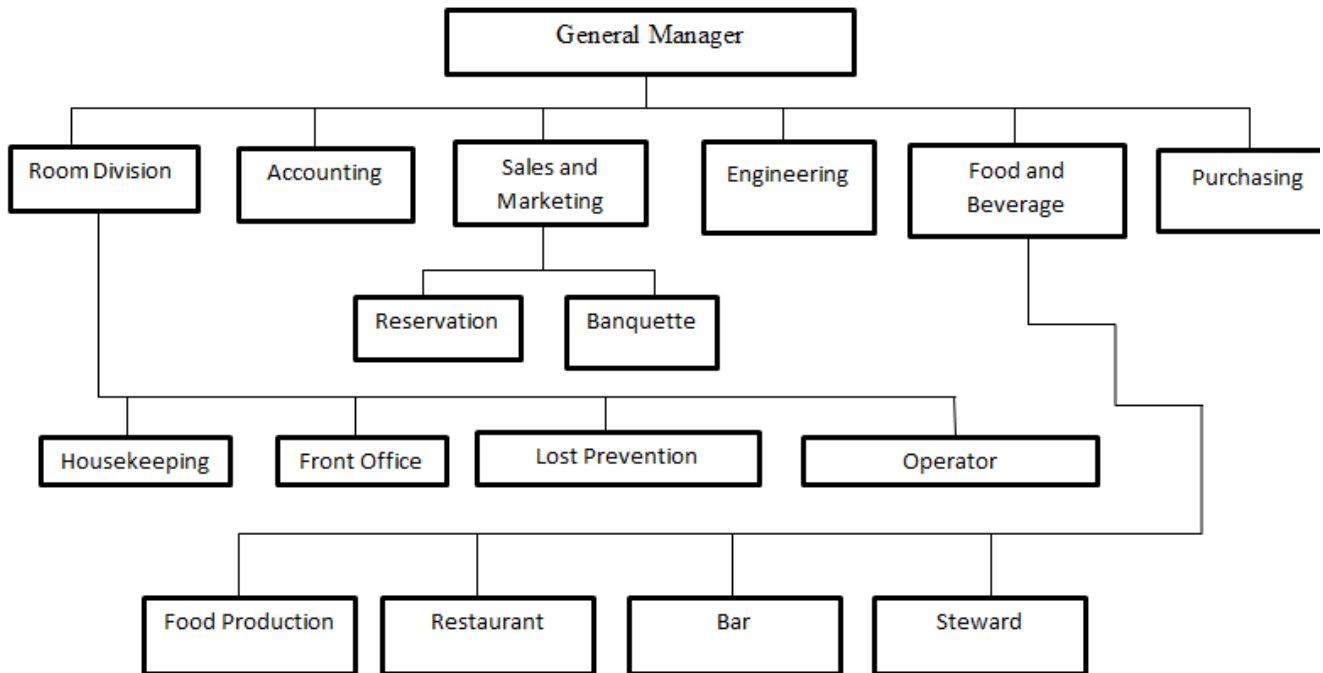 General Manager
Room Division
Accounting
Sales and
Marketing
Engineering
Food and
Beverage
Purchasing
Reservation
Banquette
Housekeeping
Front Office
Lost Prevention
Operator
Food Production
Restaurant
Bar
Steward